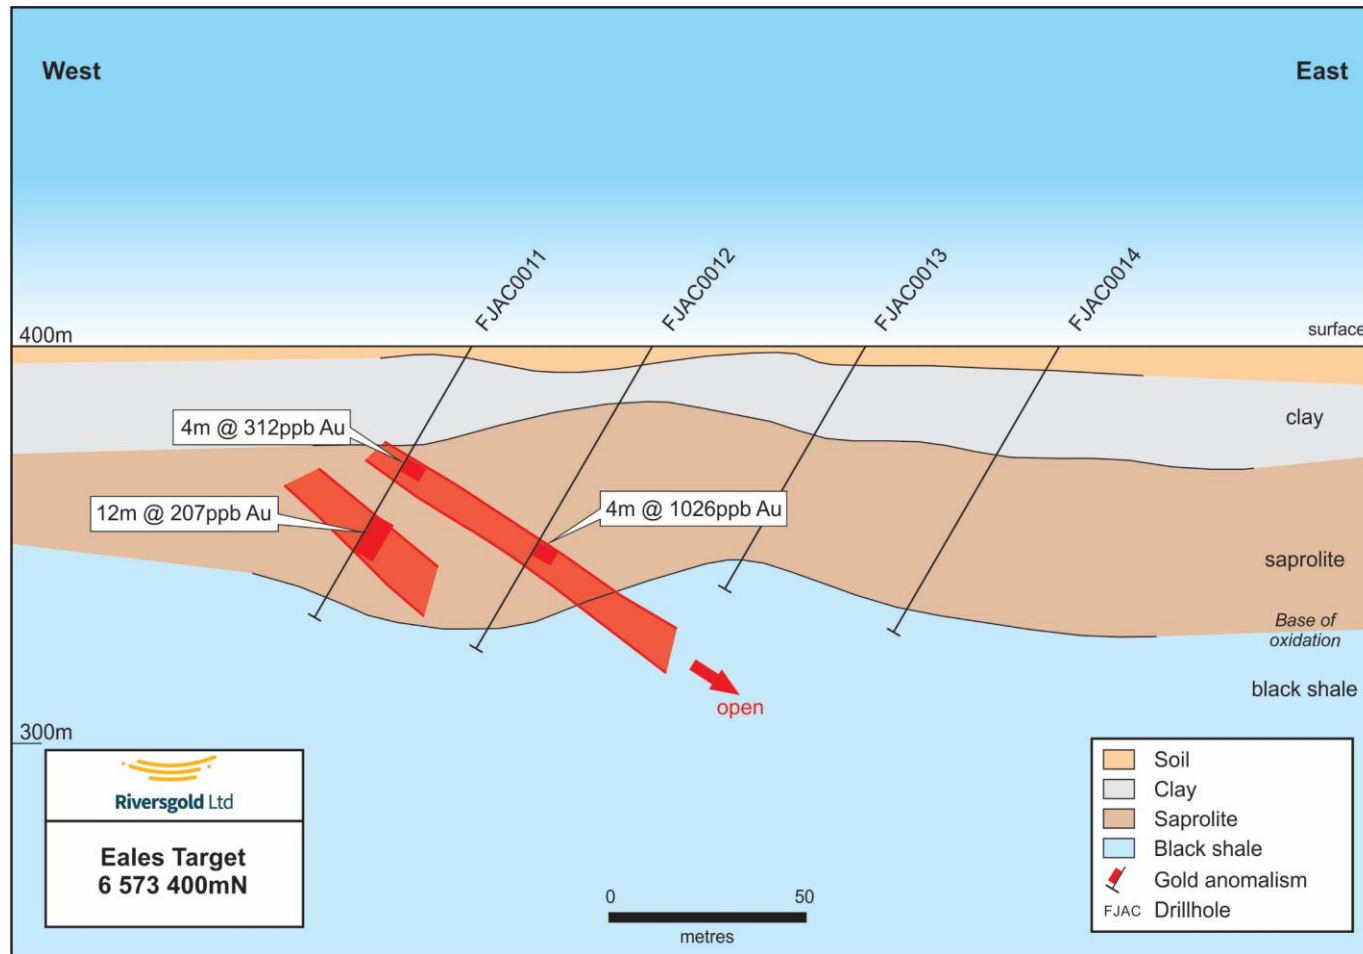 West
East
FJAC0011
FJAC0012
FJAC0013
FJAC0014
400m
surface
4m @ 312ppb Au
clay
12m @ 207ppb Au
4m @ 1026ppb Au
saprolite
Base of
oxidation
black shale
open
300m
Riversgold Ltd
Eales Target
6 573 400mN
0
50
metres
Soil
Clay
Saprolite
Black shale
Gold anomalism
FJAC Drillhole